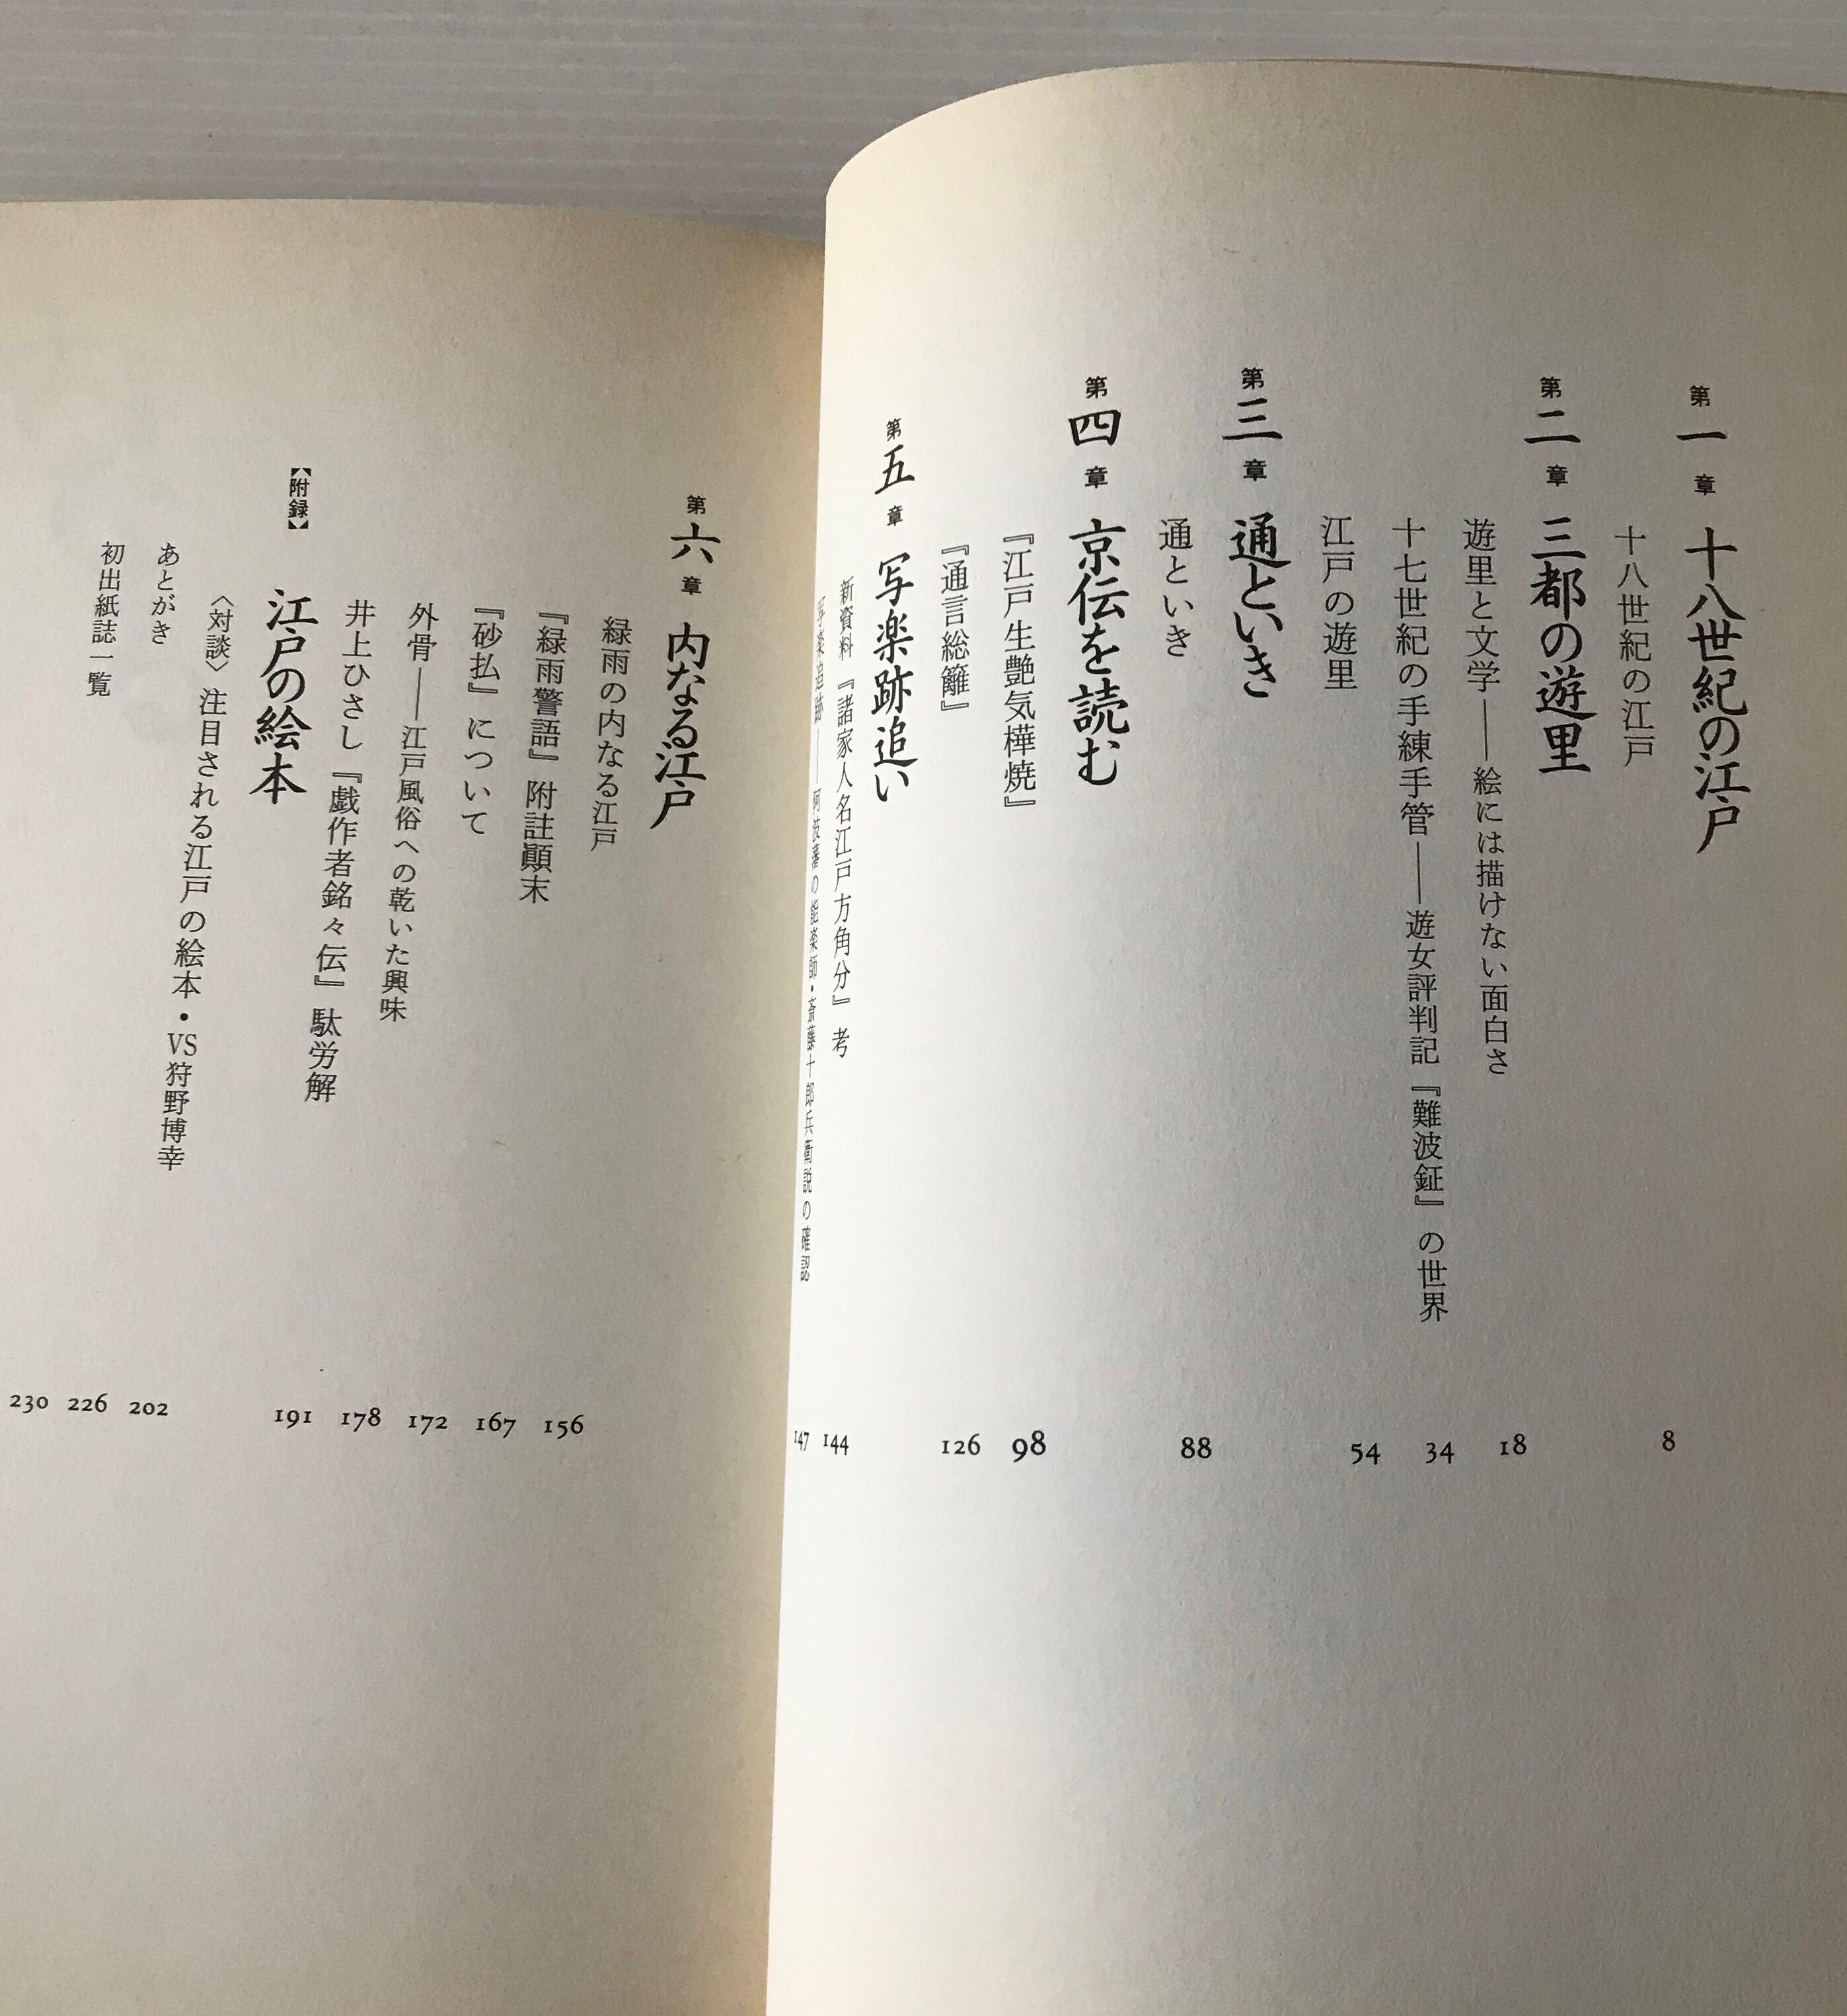 第一章 十八世紀の江戸
十八世紀の江戸 8
第二章 三都の遊里
遊里と文学——絵には描けない面白さ 18
十七世紀の手練手管——遊女評判記『難波鉦』の世界 34
江戸の遊里 54
第三章 通といき
通といき 88
第四章 京伝を読む
『江戸生艶気樺焼』 98
『通言総籬』 126
第五章 写楽跡追い
新資料『諸家人名江戸方角分』考 144
写楽追跡——阿波藩の能楽師・斎藤十郎兵衛説の確認 147
第六章 内なる江戸
緑雨の内なる江戸 156
『緑雨警語』附註顚末 167
『砂払』について 172
外骨——江戸風俗への乾いた興味 178
井上ひさし『戯作者銘々伝』駄労解 191
【附録】 江戸の絵本
〈対談〉注目される江戸の絵本・VS狩野博幸 202
あとがき 226
初出紙誌一覧 230